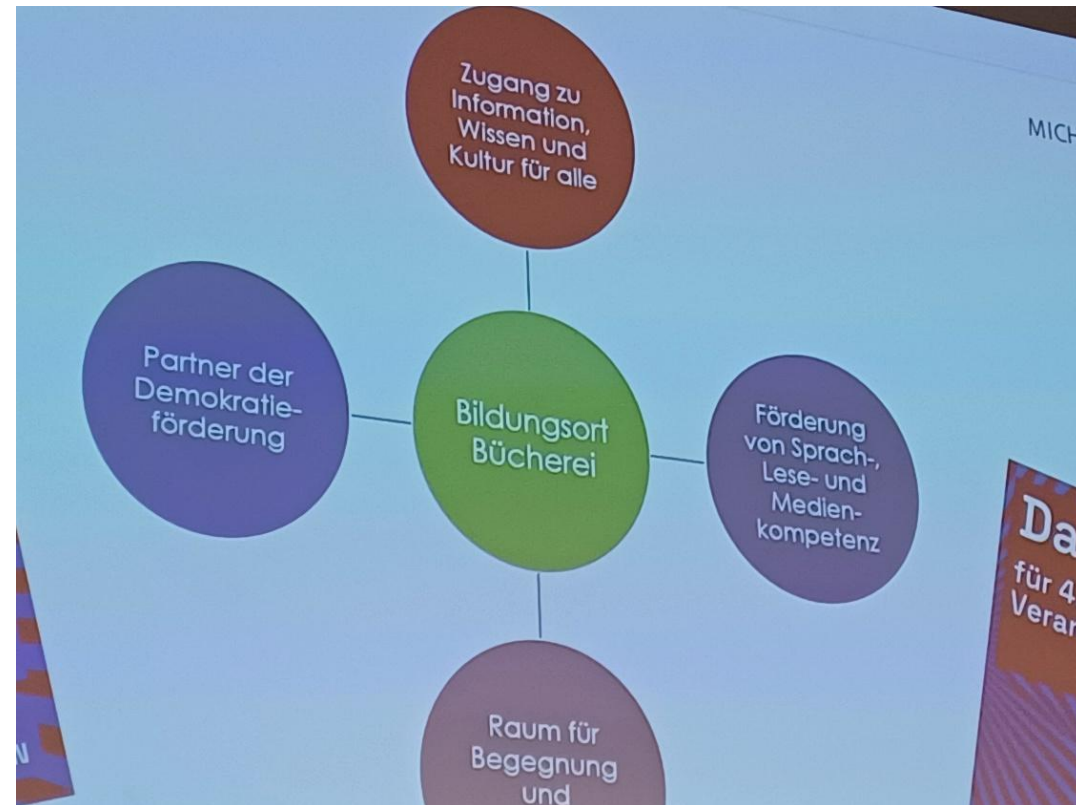 Zugang zu
Information,
Wissen und
Kultur für alle
MICH
Partner der
Demokratie-
förderung
Bildungsort
Bücherei
Förderung
von Sprach-,
Lese- und
Medien-
kompetenz
Da
für 4
Veran
Raum für
Begegnung
und
N